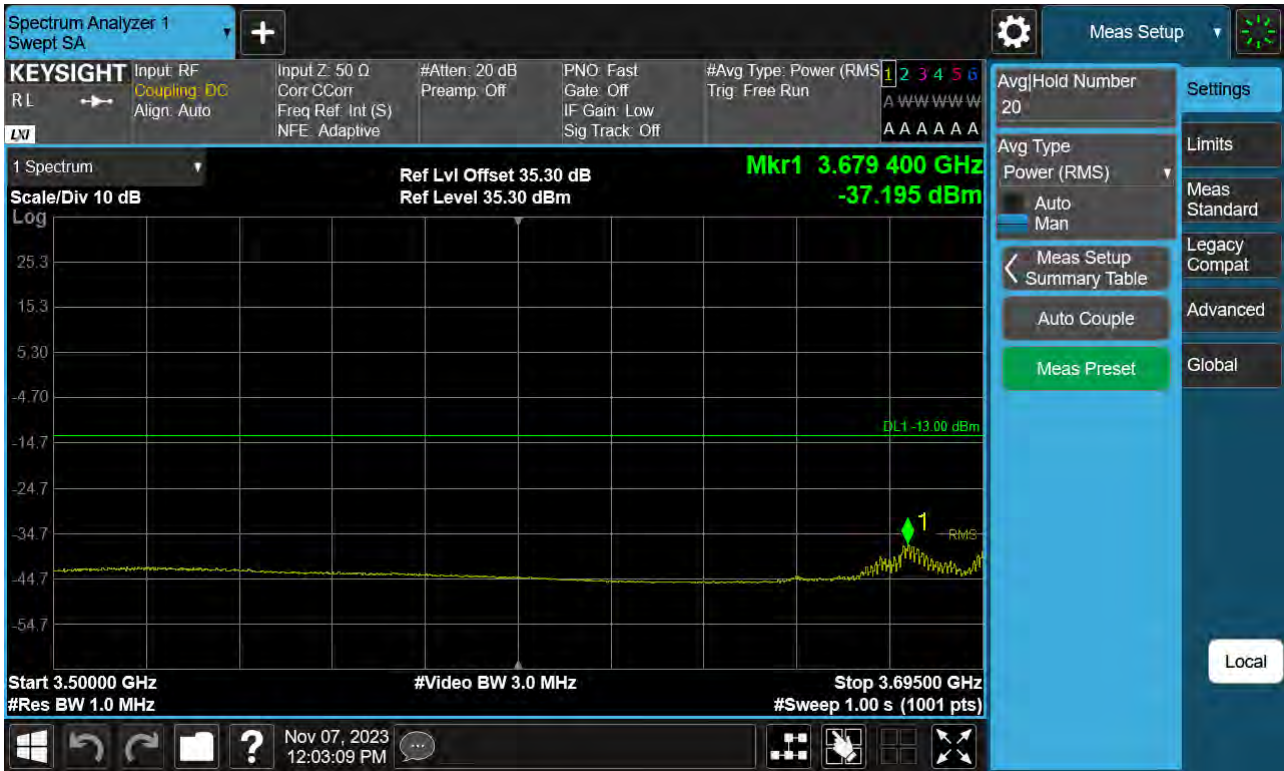 Spectrum Analyzer 1
Swept SA
Meas Setup
KEYSIGHT
RL
LXI
Input: RF
Coupling: DC
Align: Auto
Input Z: 50 Ω
Corr CCorr
Freq Ref: Int (S)
NFE: Adaptive
#Atten: 20 dB
Preamp: Off
PNO: Fast
Gate: Off
IF Gain: Low
Sig Track: Off
#Avg Type: Power (RMS
Trig: Free Run
1 2 3 4 5 6
A W W W W W
A A A A A A
1 Spectrum
Scale/Div 10 dB
Log
Ref Lvl Offset 35.30 dB
Ref Level 35.30 dBm
Mkr1 3.679 400 GHz
-37.195 dBm
25.3
15.3
5.30
-4.70
-14.7
-24.7
-34.7
-44.7
-54.7
DL1 -13.00 dBm
1
RMS
Start 3.50000 GHz
#Res BW 1.0 MHz
#Video BW 3.0 MHz
Stop 3.69500 GHz
#Sweep 1.00 s (1001 pts)
Avg|Hold Number
20
Avg Type
Power (RMS)
Auto
Man
Meas Setup
Summary Table
Auto Couple
Meas Preset
Settings
Limits
Meas
Standard
Legacy
Compat
Advanced
Global
Local
?
Nov 07, 2023
12:03:09 PM